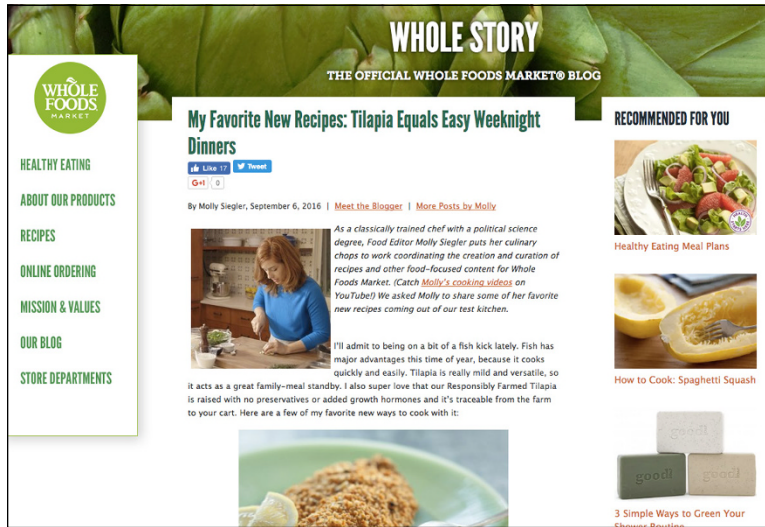 WHOLE STORY
THE OFFICIAL WHOLE FOODS MARKET® BLOG
WHOLE
FOODS
MARKET
HEALTHY EATING
ABOUT OUR PRODUCTS
RECIPES
ONLINE ORDERING
MISSION & VALUES
OUR BLOG
STORE DEPARTMENTS
My Favorite New Recipes: Tilapia Equals Easy Weeknight
Dinners
Like 17 Tweet
G+1 0
By Molly Siegler, September 6, 2016 | Meet the Blogger | More Posts by Molly
As a classically trained chef with a political science
degree, Food Editor Molly Siegler puts her culinary
chops to work coordinating the creation and curation of
recipes and other food-focused content for Whole
Foods Market. (Catch Molly's cooking videos on
YouTube!) We asked Molly to share some of her favorite
new recipes coming out of our test kitchen.
I'll admit to being on a bit of a fish kick lately. Fish has
major advantages this time of year, because it cooks
quickly and easily. Tilapia is really mild and versatile, so
it acts as a great family-meal standby. I also super love that our Responsibly Farmed Tilapia
is raised with no preservatives or added growth hormones and it's traceable from the farm
to your cart. Here are a few of my favorite new ways to cook with it:
RECOMMENDED FOR YOU
Healthy Eating Meal Plans
How to Cook: Spaghetti Squash
good!
good!
good!
3 Simple Ways to Green Your
Shower Routine